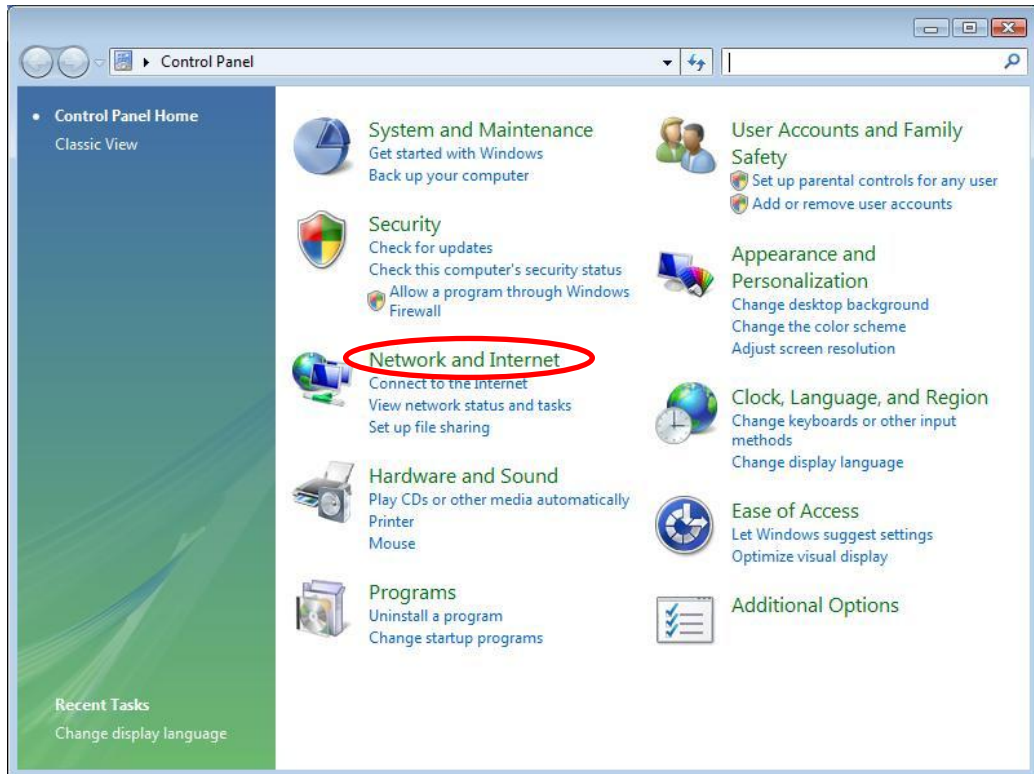 Control Panel
Control Panel Home
Classic View
System and Maintenance
Get started with Windows
Back up your computer
Security
Check for updates
Check this computer's security status
Allow a program through Windows
Firewall
Network and Internet
Connect to the Internet
View network status and tasks
Set up file sharing
Hardware and Sound
Play CDs or other media automatically
Printer
Mouse
Programs
Uninstall a program
Change startup programs
User Accounts and Family
Safety
Set up parental controls for any user
Add or remove user accounts
Appearance and
Personalization
Change desktop background
Change the color scheme
Adjust screen resolution
Clock, Language, and Region
Change keyboards or other input
methods
Change display language
Ease of Access
Let Windows suggest settings
Optimize visual display
Additional Options
Recent Tasks
Change display language